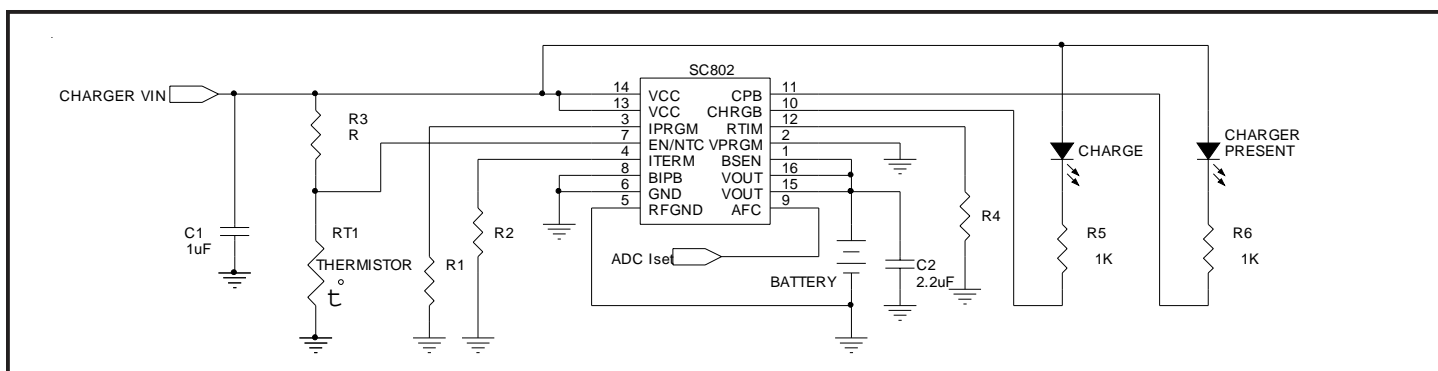 SC802
CHARGER VIN
14 VCC CPB 11
13 VCC CHRGB 10
3 IPRGM RTIM 12
7 EN/NTC VPRGM 2
4 ITERM BSEN 1
8 BIPB VOUT 16
6 GND VOUT 15
5 RFGND AFC 9
R3
R
CHARGE
CHARGER
PRESENT
C1
1uF
RT1
THERMISTOR
t°
R1
R2
ADC Iset
BATTERY
C2
2.2uF
R4
R5
1K
R6
1K